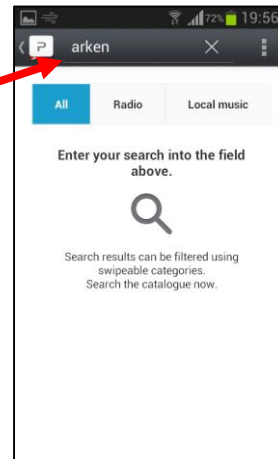 72% 19:56
arken
All Radio Local music
Enter your search into the field
above.
Search results can be filtered using
swipeable categories.
Search the catalogue now.